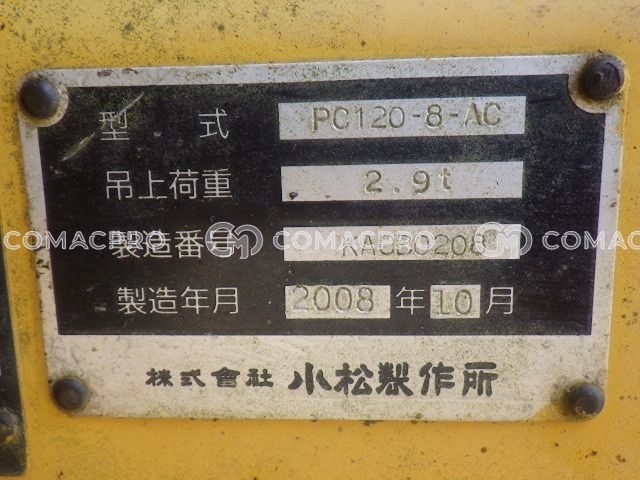 型式 PC120-8-AC
吊上荷重 2.9t
製造番号
COMACPRO COMACPRO COMAC
製造年月 2008年10月
株式會社 小松製作所